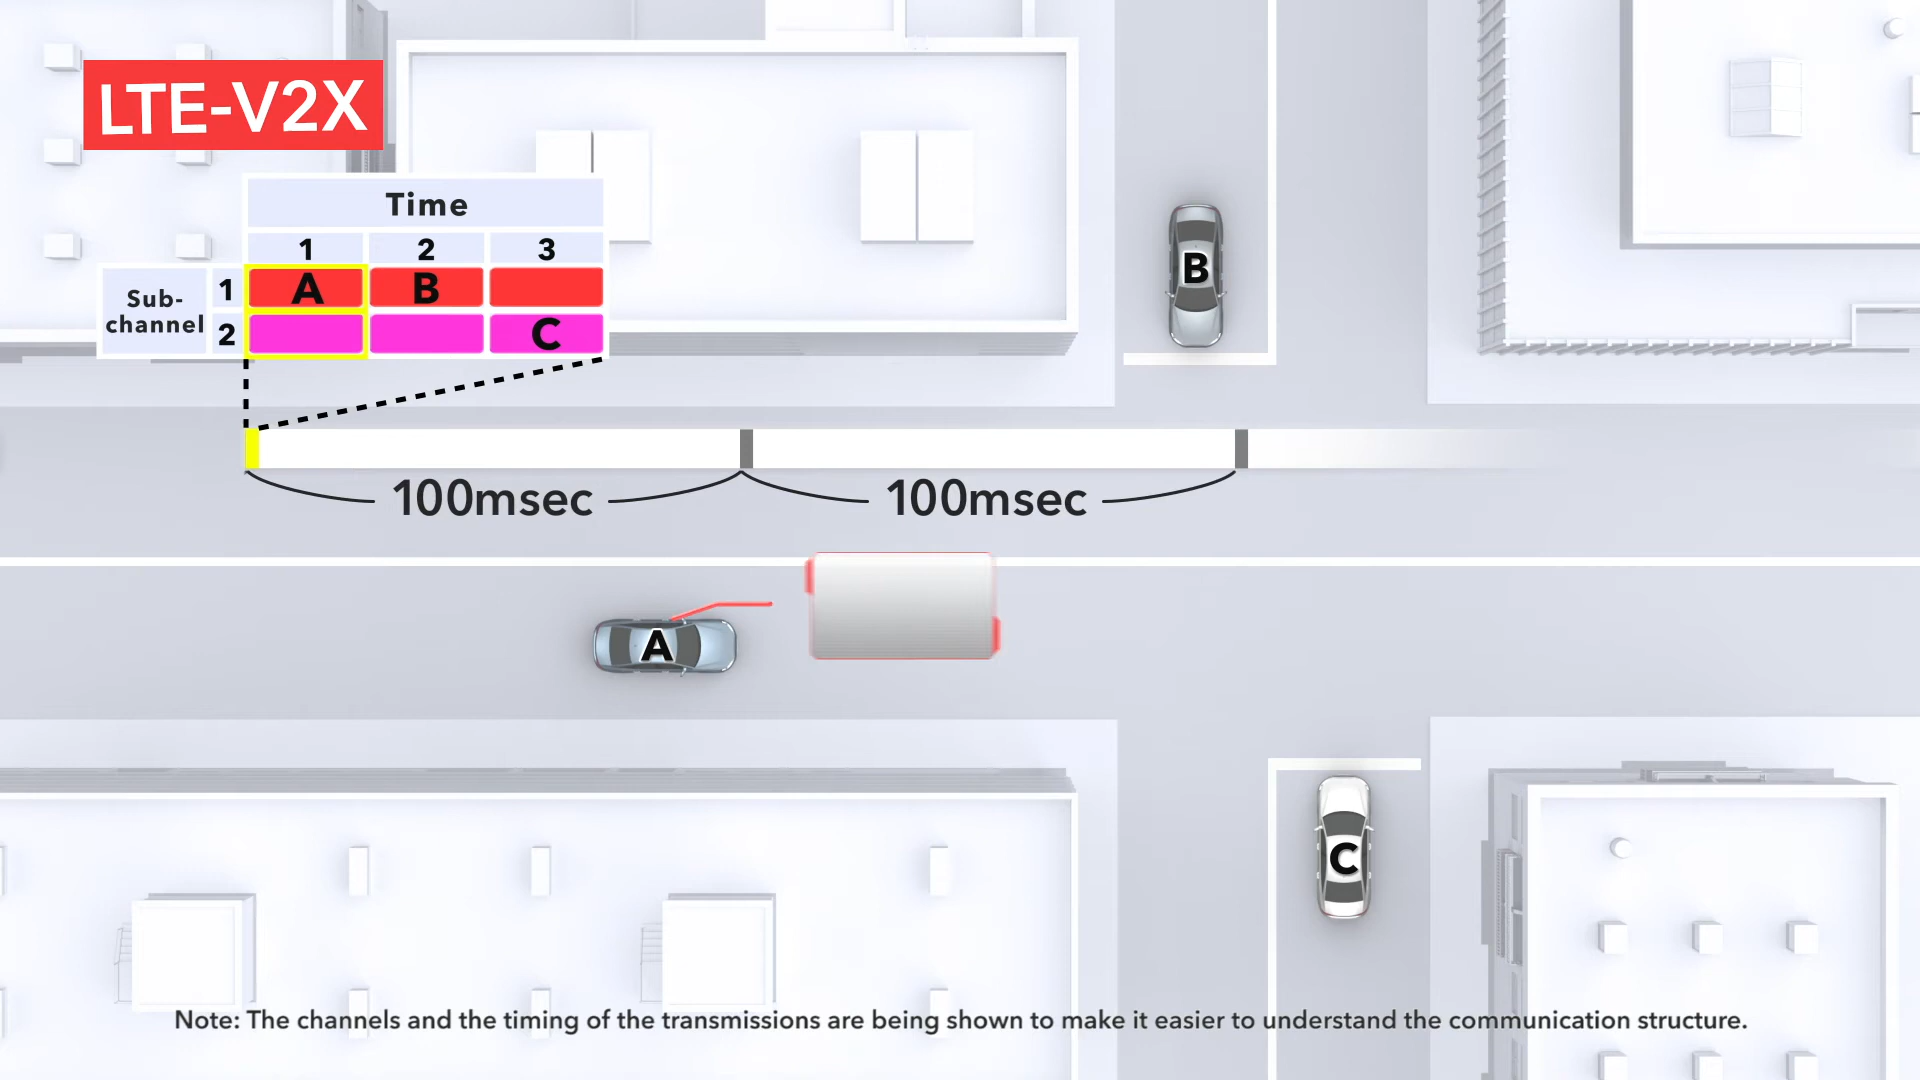 LTE-V2X
Time
1 2 3
Sub-
channel
1 A B
2 C
100msec 100msec
B
A
C
Note: The channels and the timing of the transmissions are being shown to make it easier to understand the communication structure.